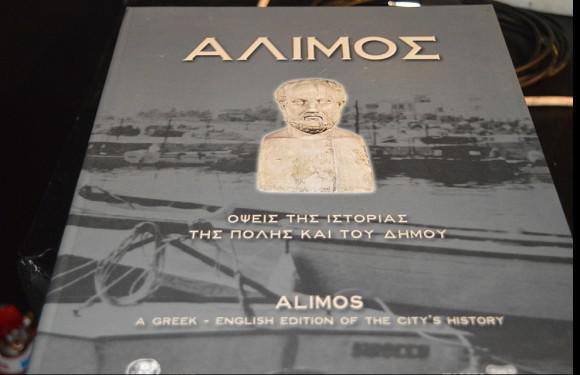 ΑΛΙΜΟΣ
ΟΨΕΙΣ ΤΗΣ ΙΣΤΟΡΙΑΣ
ΤΗΣ ΠΟΛΗΣ ΚΑΙ ΤΟΥ ΔΗΜΟΥ
ALIMOS
A GREEK - ENGLISH EDITION OF THE CITY'S HISTORY